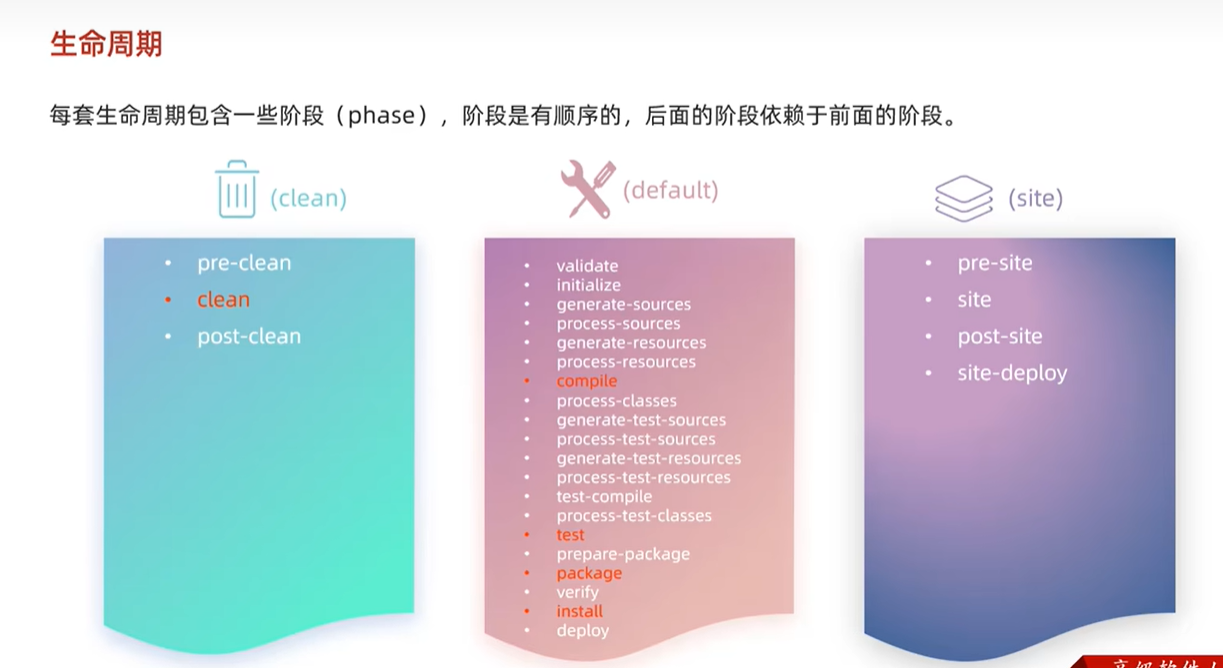 生命周期
每套生命周期包含一些阶段（phase），阶段是有顺序的，后面的阶段依赖于前面的阶段。
(clean)
• pre-clean
• clean
• post-clean
(default)
• validate
• initialize
• generate-sources
• process-sources
• generate-resources
• process-resources
• compile
• process-classes
• generate-test-sources
• process-test-sources
• generate-test-resources
• process-test-resources
• test-compile
• process-test-classes
• test
• prepare-package
• package
• verify
• install
• deploy
(site)
• pre-site
• site
• post-site
• site-deploy